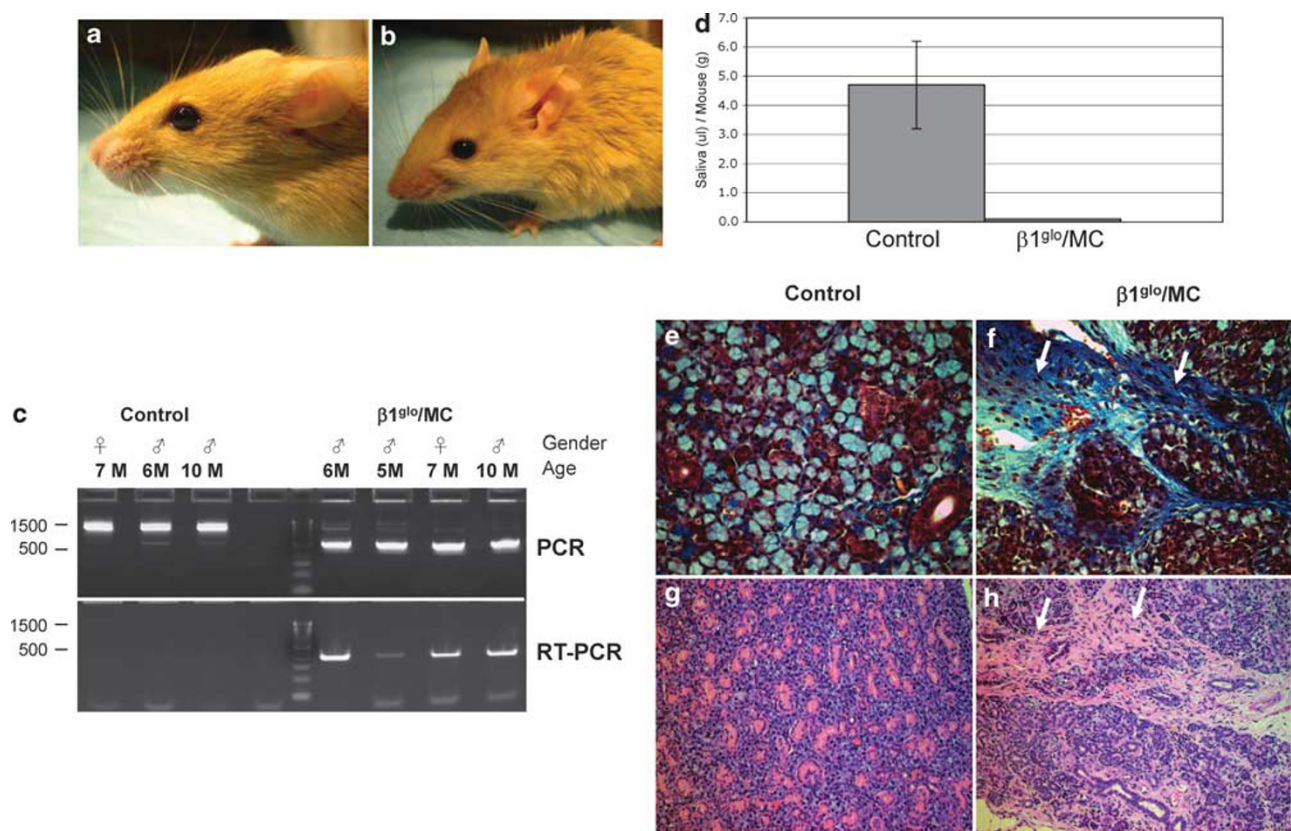 a
b
d
7.0
6.0
5.0
4.0
3.0
2.0
1.0
0.0
Saliva (ul) / Mouse (g)
Control
β1glo/MC
Control
β1glo/MC
e
f
g
h
c
Control
β1glo/MC
♀ ♂ ♂ ♂ ♂ ♀ ♂ Gender
7 M 6M 10 M 6M 5M 7 M 10 M Age
1500
500
PCR
1500
500
RT-PCR